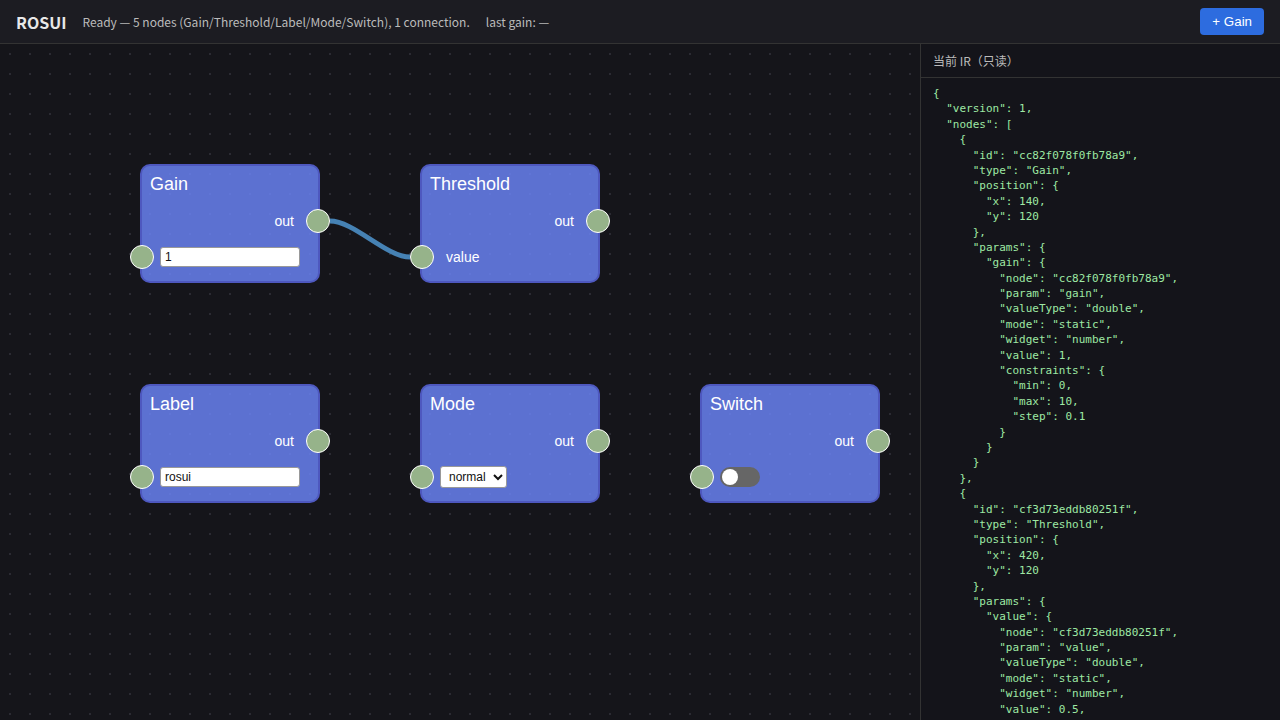 ROSUI Ready — 5 nodes (Gain/Threshold/Label/Mode/Switch), 1 connection. last gain: — + Gain
Gain
out
1
Threshold
out
value
Label
out
rosui
Mode
out
normal
Switch
out
当前 IR（只读）
{
  "version": 1,
  "nodes": [
    {
      "id": "cc82f078f0fb78a9",
      "type": "Gain",
      "position": {
        "x": 140,
        "y": 120
      },
      "params": {
        "gain": {
          "node": "cc82f078f0fb78a9",
          "param": "gain",
          "valueType": "double",
          "mode": "static",
          "widget": "number",
          "value": 1,
          "constraints": {
            "min": 0,
            "max": 10,
            "step": 0.1
          }
        }
      }
    },
    {
      "id": "cf3d73eddb80251f",
      "type": "Threshold",
      "position": {
        "x": 420,
        "y": 120
      },
      "params": {
        "value": {
          "node": "cf3d73eddb80251f",
          "param": "value",
          "valueType": "double",
          "mode": "static",
          "widget": "number",
          "value": 0.5,